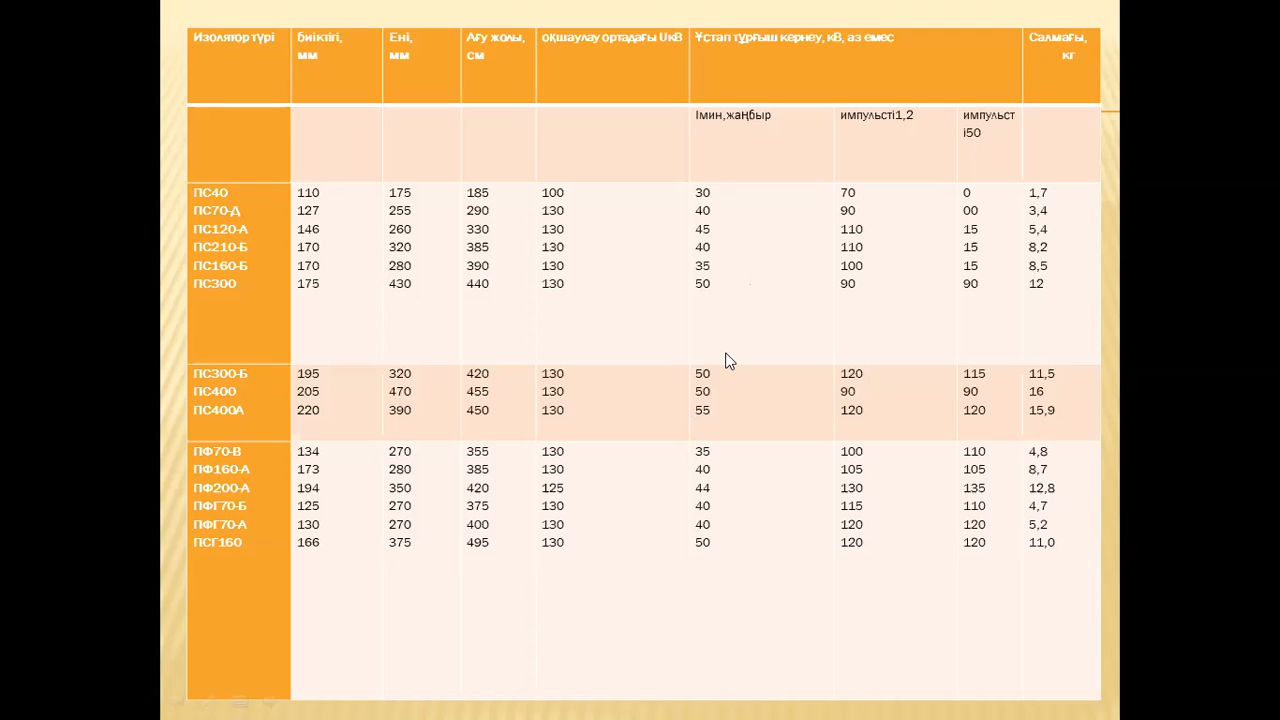 Изолятор түрі биіктігі, мм Ені, мм Ағу жолы, см оқшаулау ортадағы UкВ Ұстап тұрғыш кернеу, кВ, аз емес Салмағы, кг
Імин,жаңбыр импульсті1,2 импульсті50
ПС40 110 175 185 100 30 70 0 1,7
ПС70-Д 127 255 290 130 40 90 00 3,4
ПС120-А 146 260 330 130 45 110 15 5,4
ПС210-Б 170 320 385 130 40 110 15 8,2
ПС160-Б 170 280 390 130 35 100 15 8,5
ПС300 175 430 440 130 50 90 90 12
ПС300-Б 195 320 420 130 50 120 115 11,5
ПС400 205 470 455 130 50 90 90 16
ПС400А 220 390 450 130 55 120 120 15,9
ПФ70-В 134 270 355 130 35 100 110 4,8
ПФ160-А 173 280 385 130 40 105 105 8,7
ПФ200-А 194 350 420 125 44 130 135 12,8
ПФГ70-Б 125 270 375 130 40 115 110 4,7
ПФГ70-А 130 270 400 130 40 120 120 5,2
ПСГ160 166 375 495 130 50 120 120 11,0